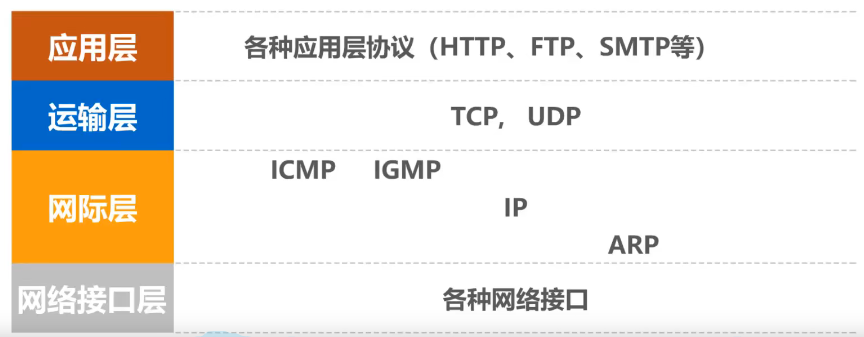 应用层 各种应用层协议（HTTP、FTP、SMTP等）
运输层 TCP, UDP
ICMP IGMP
网际层 IP
ARP
网络接口层 各种网络接口